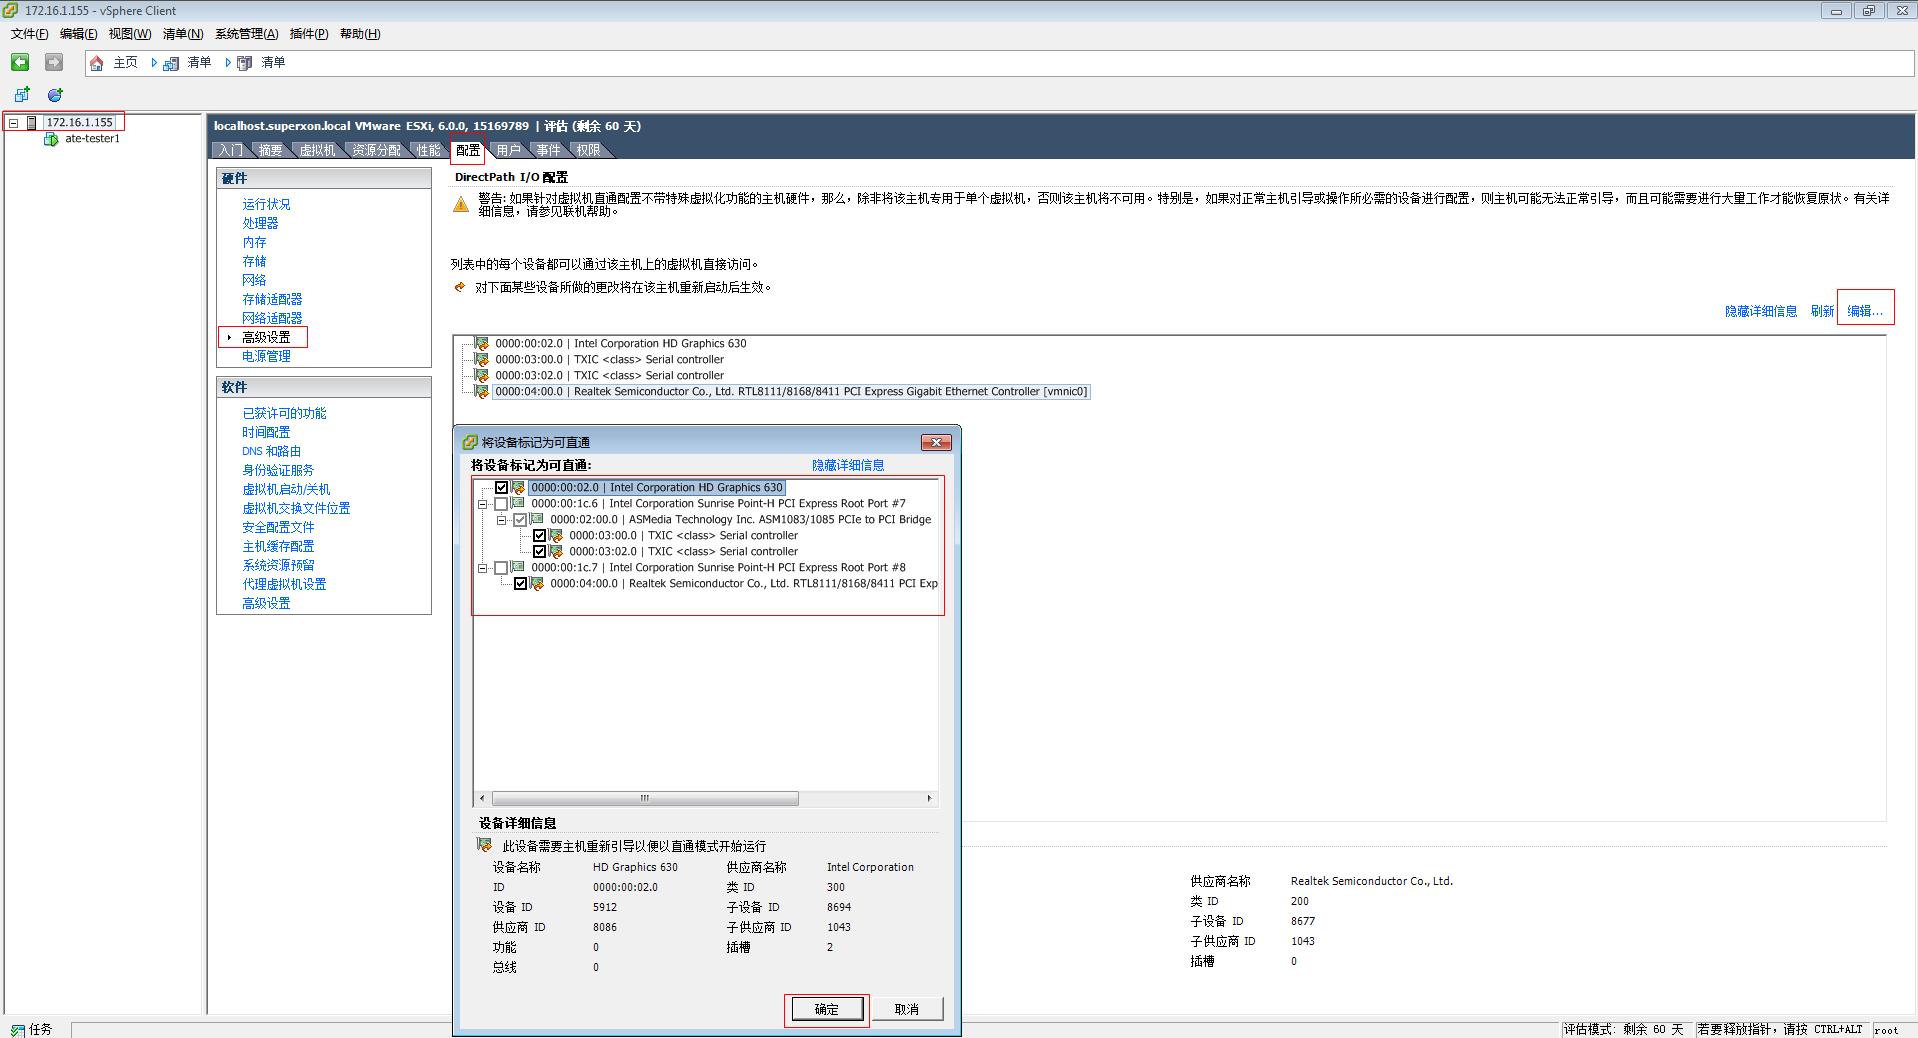 172.16.1.155 - vSphere Client
文件(F) 编辑(E) 视图(W) 清单(N) 系统管理(A) 插件(P) 帮助(H)
主页 清单 清单
172.16.1.155
ate-tester1
localhost.superxon.local VMware ESXi, 6.0.0, 15169789 | 评估 (剩余 60 天)
入门 摘要 虚拟机 资源分配 性能 配置 用户 事件 权限
硬件
运行状况
处理器
内存
存储
网络
存储适配器
网络适配器
高级设置
电源管理
软件
已获许可的功能
时间配置
DNS 和路由
身份验证服务
虚拟机启动/关机
虚拟机交换文件位置
安全配置文件
主机缓存配置
系统资源预留
代理虚拟机设置
高级设置
DirectPath I/O 配置
警告: 如果针对虚拟机直通配置不带特殊虚拟化功能的主机硬件，那么，除非将该主机专用于单个虚拟机，否则该主机将不可用。特别是，如果对正常主机引导或操作所必需的设备进行配置，则主机可能无法正常引导，而且可能需要进行大量工作才能恢复原状。有关详
细信息，请参见联机帮助。
列表中的每个设备都可以通过该主机上的虚拟机直接访问。
对下面某些设备所做的更改将在该主机重新启动后生效。
隐藏详细信息 刷新 编辑...
0000:00:02.0 | Intel Corporation HD Graphics 630
0000:03:00.0 | TXIC <class> Serial controller
0000:03:02.0 | TXIC <class> Serial controller
0000:04:00.0 | Realtek Semiconductor Co., Ltd. RTL8111/8168/8411 PCI Express Gigabit Ethernet Controller [vmnic0]
将设备标记为可直通
将设备标记为可直通: 隐藏详细信息
0000:00:02.0 | Intel Corporation HD Graphics 630
0000:00:1c.6 | Intel Corporation Sunrise Point-H PCI Express Root Port #7
0000:02:00.0 | ASMedia Technology Inc. ASM1083/1085 PCIe to PCI Bridge
0000:03:00.0 | TXIC <class> Serial controller
0000:03:02.0 | TXIC <class> Serial controller
0000:00:1c.7 | Intel Corporation Sunrise Point-H PCI Express Root Port #8
0000:04:00.0 | Realtek Semiconductor Co., Ltd. RTL8111/8168/8411 PCI Exp
设备详细信息
此设备需要主机重新引导以便以直通模式开始运行
设备名称 HD Graphics 630 供应商名称 Intel Corporation
ID 0000:00:02.0 类 ID 300
设备 ID 5912 子设备 ID 8694
供应商 ID 8086 子供应商 ID 1043
功能 0 插槽 2
总线 0
确定 取消
供应商名称 Realtek Semiconductor Co., Ltd.
类 ID 200
子设备 ID 8677
子供应商 ID 1043
插槽 0
任务 评估模式: 剩余 60 天 若要释放指针，请按 CTRL+ALT root